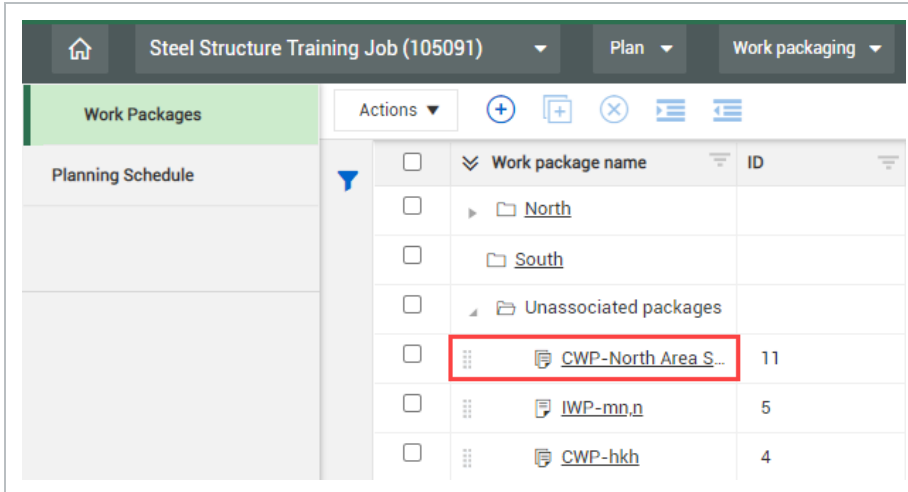 Steel Structure Training Job (105091) Plan Work packaging
Work Packages
Actions
Planning Schedule
Work package name ID
North
South
Unassociated packages
CWP-North Area S... 11
IWP-mn,n 5
CWP-hkh 4